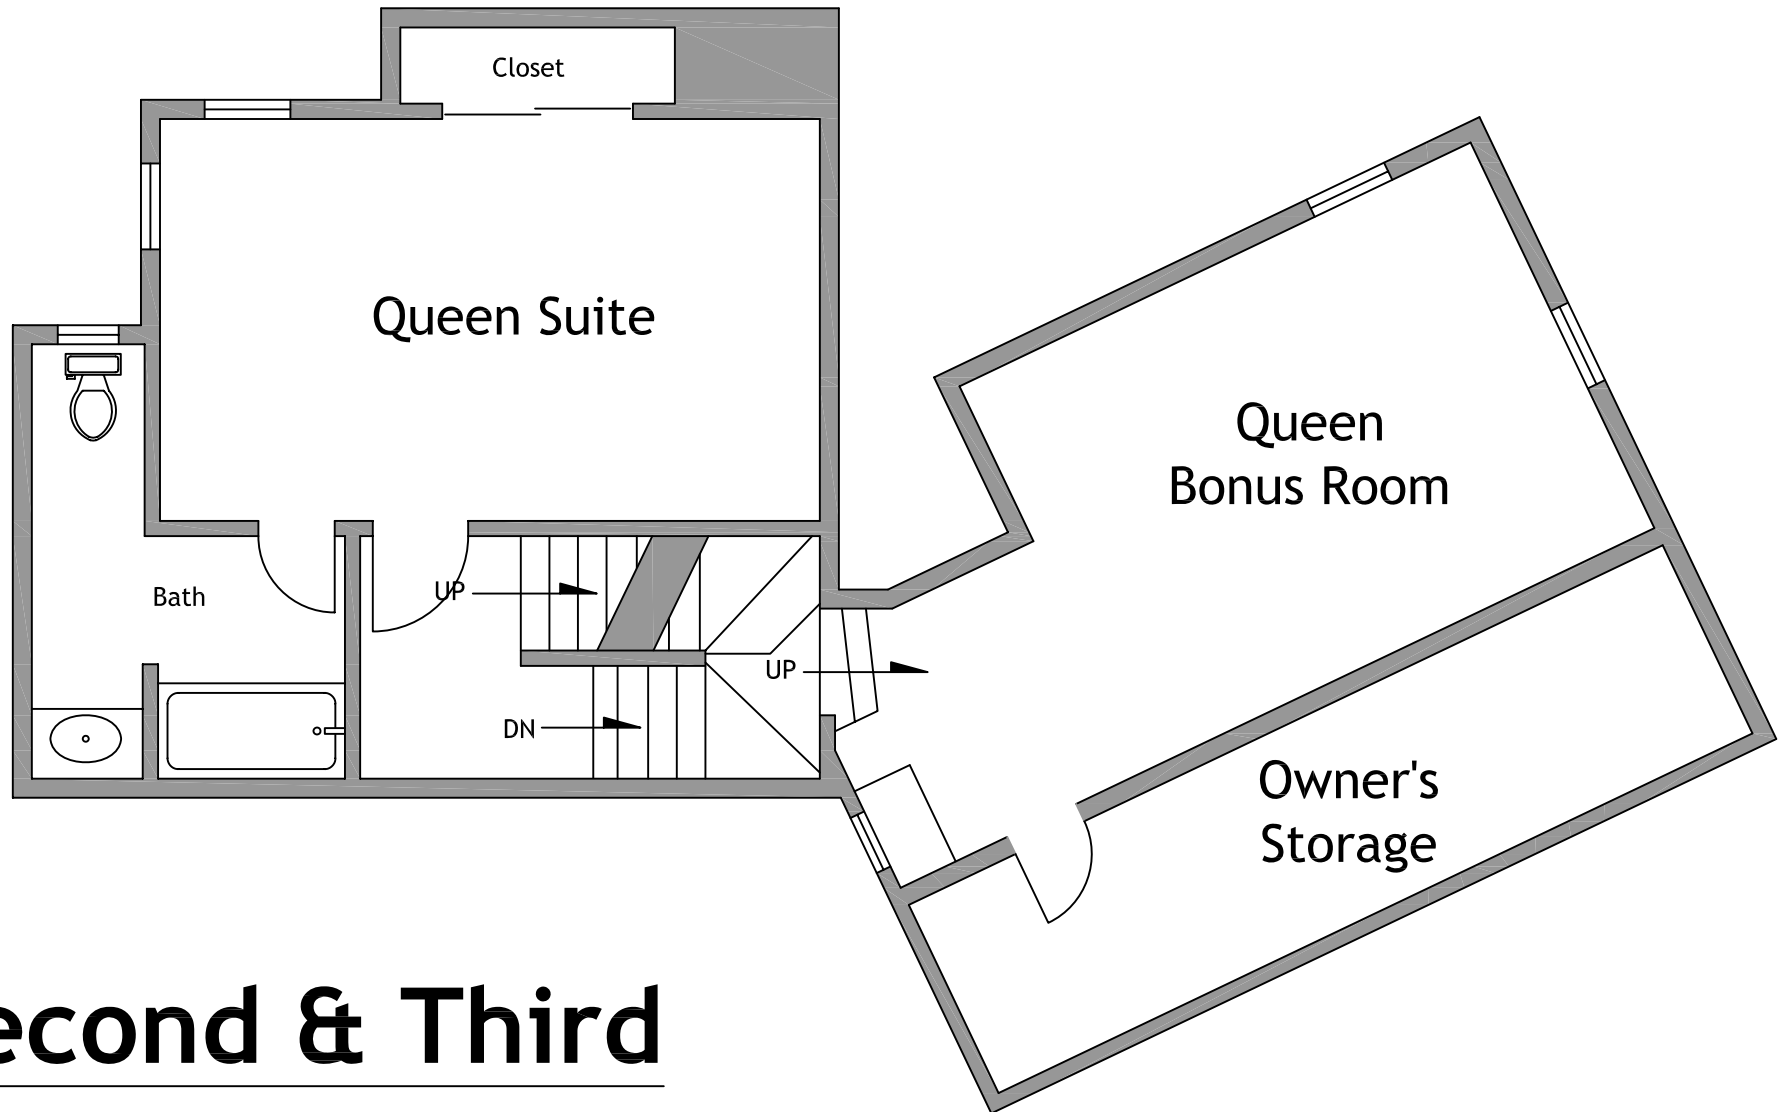 Closet
Queen Suite
Queen
Bonus Room
UP
Bath
UP
DN
Owner's
Storage
econd & Third